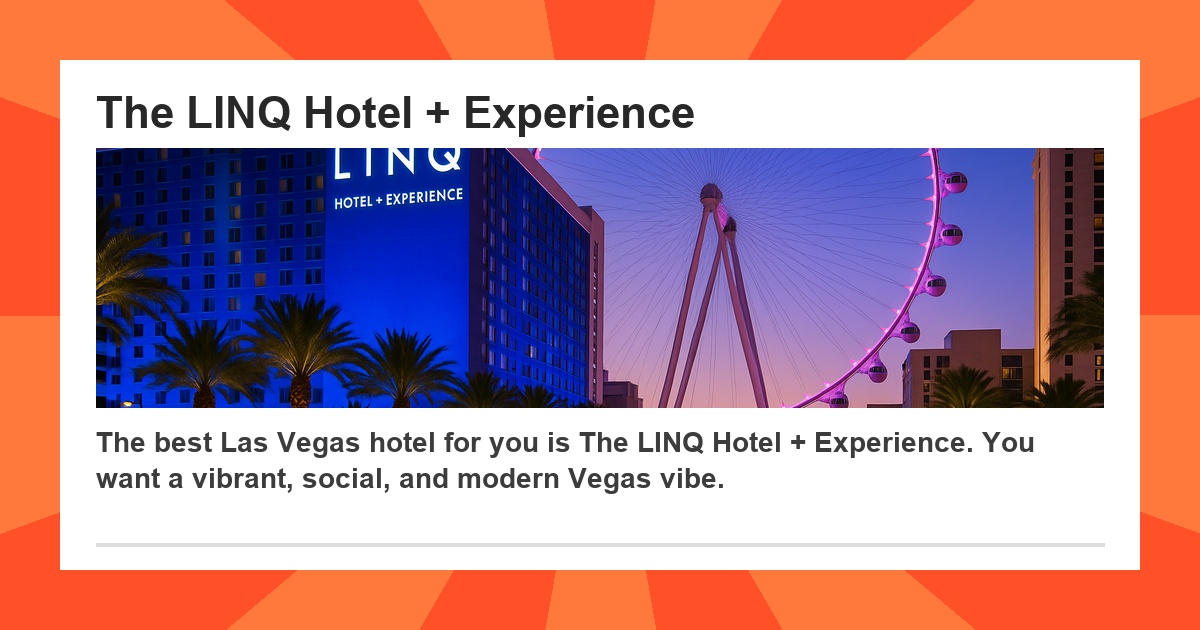 The LINQ Hotel + Experience
LINQ
HOTEL + EXPERIENCE
The best Las Vegas hotel for you is The LINQ Hotel + Experience. You
want a vibrant, social, and modern Vegas vibe.